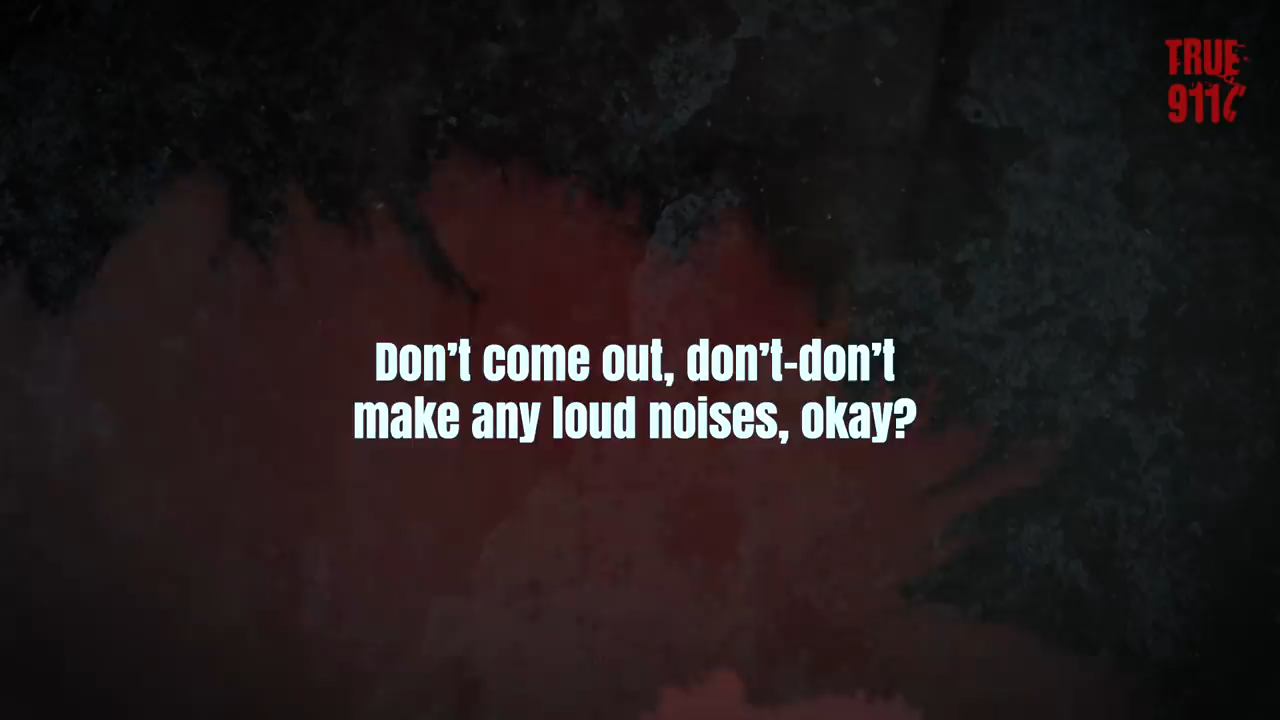 TRUE
911
Don’t come out, don’t-don’t
make any loud noises, okay?